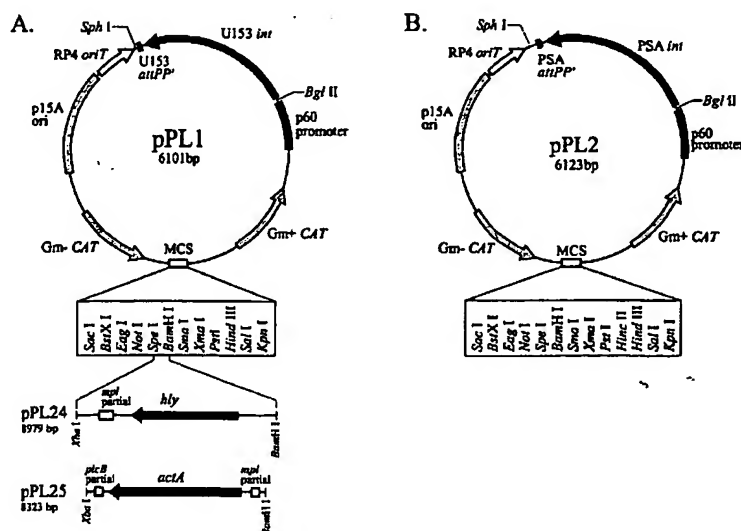 A.
Sph I
U153 int
RP4 oriT
U153
attPP'
Bgl II
p15A
ori
p60
promoter
pPL1
6101bp
Gm- CAT
MCS
Gm+ CAT
Sac I
BstX I
Eag I
Not I
Spe I
BamH I
Sma I
Xma I
Pst I
Hind III
Sal I
Kpn I
pPL24
8979 bp
Xba I
mpl
partial
hly
BamH I
pPL25
8323 bp
Xba I
plcB
partial
actA
mpl
partial
BamH I
B.
Sph I
PSA int
RP4 oriT
PSA
attPP'
Bgl II
p15A
ori
p60
promoter
pPL2
6123bp
Gm- CAT
MCS
Gm+ CAT
Sac I
BstX I
Eag I
Not I
Spe I
BamH I
Sma I
Xma I
Pst I
Hinc II
Hind III
Sal I
Kpn I